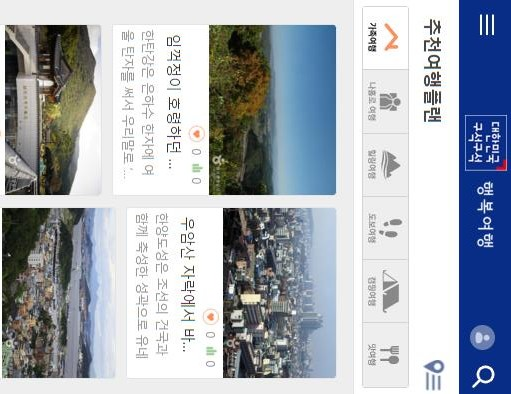 대한민국
구석구석
행복여행
추천여행플랜
가족여행
나홀로 여행
힐링여행
도보여행
캠핑여행
맛여행
0 0
임꺽정이 호령하던 ...
한탄강은 은하수 한자에 여
울 탄자를 써서 우리말로 '...
0 0
우암산 자락에서 바...
한양도성은 조선의 건국과
함께 축성한 성곽으로 유네